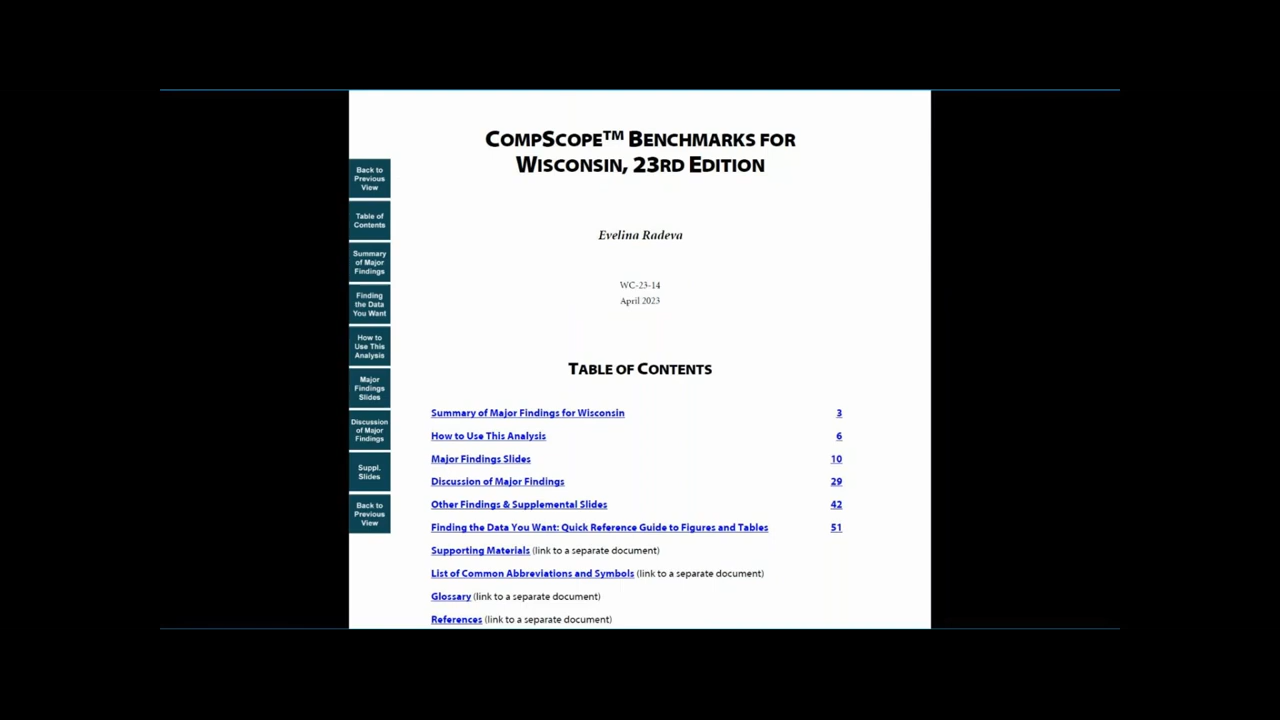 COMPSCOPE™ BENCHMARKS FOR
WISCONSIN, 23RD EDITION
Evelina Radeva
WC-23-14
April 2023
Back to
Previous
View
Table of
Contents
Summary
of Major
Findings
Finding
the Data
You Want
How to
Use This
Analysis
Major
Findings
Slides
Discussion
of Major
Findings
Suppl.
Slides
Back to
Previous
View
TABLE OF CONTENTS
Summary of Major Findings for Wisconsin 3
How to Use This Analysis 6
Major Findings Slides 10
Discussion of Major Findings 29
Other Findings & Supplemental Slides 42
Finding the Data You Want: Quick Reference Guide to Figures and Tables 51
Supporting Materials (link to a separate document)
List of Common Abbreviations and Symbols (link to a separate document)
Glossary (link to a separate document)
References (link to a separate document)